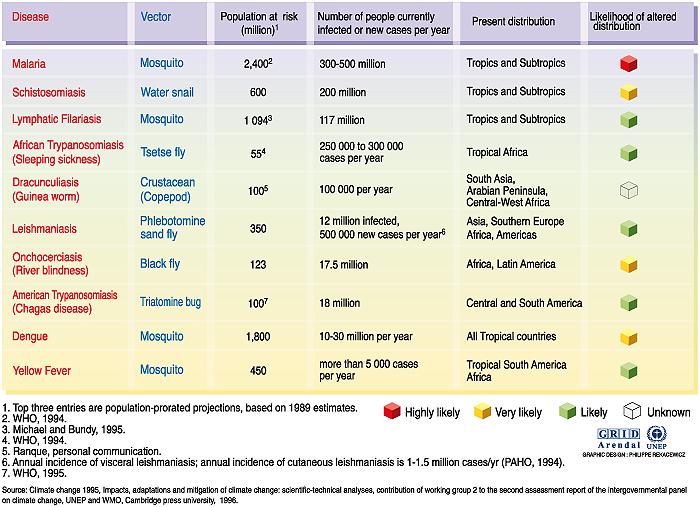 Disease Vector Population at risk (million)1 Number of people currently infected or new cases per year Present distribution Likelihood of altered distribution
Malaria Mosquito 2,4002 300-500 million Tropics and Subtropics
Schistosomiasis Water snail 600 200 million Tropics and Subtropics
Lymphatic Filariasis Mosquito 1 0943 117 million Tropics and Subtropics
African Trypanosomiasis (Sleeping sickness) Tsetse fly 554 250 000 to 300 000 cases per year Tropical Africa
Dracunculiasis (Guinea worm) Crustacean (Copepod) 1005 100 000 per year South Asia, Arabian Peninsula, Central-West Africa
Leishmaniasis Phlebotomine sand fly 350 12 million infected, 500 000 new cases per year6 Asia, Southern Europe Africa, Americas
Onchocerciasis (River blindness) Black fly 123 17.5 million Africa, Latin America
American Trypanosomiasis (Chagas disease) Triatomine bug 1007 18 million Central and South America
Dengue Mosquito 1,800 10-30 million per year All Tropical countries
Yellow Fever Mosquito 450 more than 5 000 cases per year Tropical South America Africa
1. Top three entries are population-prorated projections, based on 1989 estimates.
2. WHO, 1994.
3. Michael and Bundy, 1995.
4. WHO, 1994.
5. Ranque, personal communication.
6. Annual incidence of visceral leishmaniasis; annual incidence of cutaneous leishmaniasis is 1-1.5 million cases/yr (PAHO, 1994).
7. WHO, 1995.
Highly likely Very likely Likely Unknown
GRID
Arendal UNEP
GRAPHIC DESIGN : PHILIPPE REKACEWICZ
Source: Climate change 1995, Impacts, adaptations and mitigation of climate change: scientific-technical analyses, contribution of working group 2 to the second assessment report of the intergovernmental panel
on climate change, UNEP and WMO, Cambridge press university, 1996.